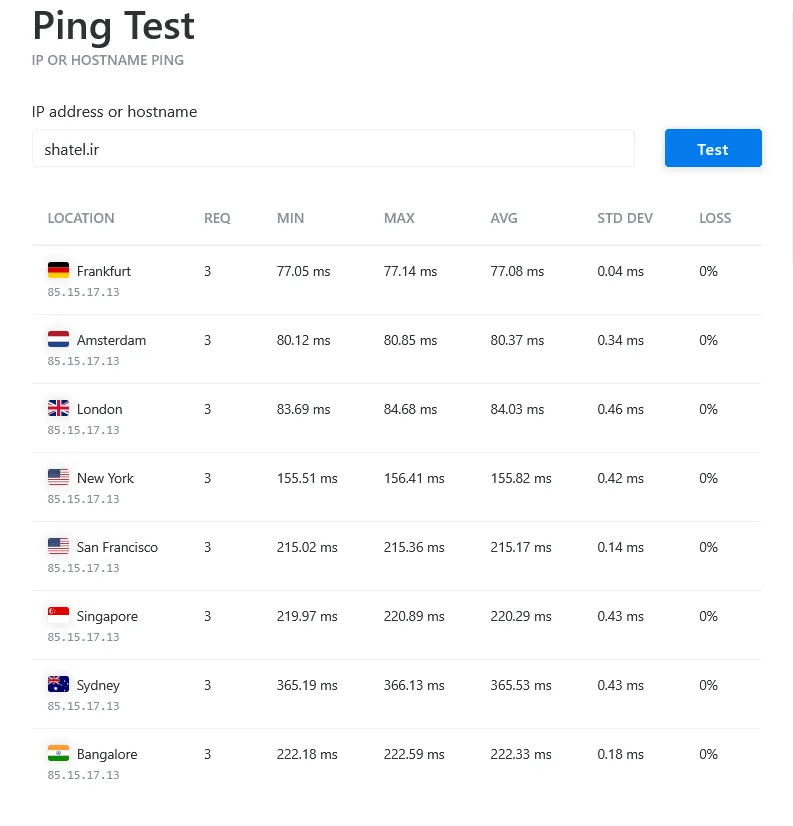 Ping Test
IP OR HOSTNAME PING
IP address or hostname
shatel.ir Test
LOCATION REQ MIN MAX AVG STD DEV LOSS
Frankfurt 3 77.05 ms 77.14 ms 77.08 ms 0.04 ms 0%
85.15.17.13
Amsterdam 3 80.12 ms 80.85 ms 80.37 ms 0.34 ms 0%
85.15.17.13
London 3 83.69 ms 84.68 ms 84.03 ms 0.46 ms 0%
85.15.17.13
New York 3 155.51 ms 156.41 ms 155.82 ms 0.42 ms 0%
85.15.17.13
San Francisco 3 215.02 ms 215.36 ms 215.17 ms 0.14 ms 0%
85.15.17.13
Singapore 3 219.97 ms 220.89 ms 220.29 ms 0.43 ms 0%
85.15.17.13
Sydney 3 365.19 ms 366.13 ms 365.53 ms 0.43 ms 0%
85.15.17.13
Bangalore 3 222.18 ms 222.59 ms 222.33 ms 0.18 ms 0%
85.15.17.13